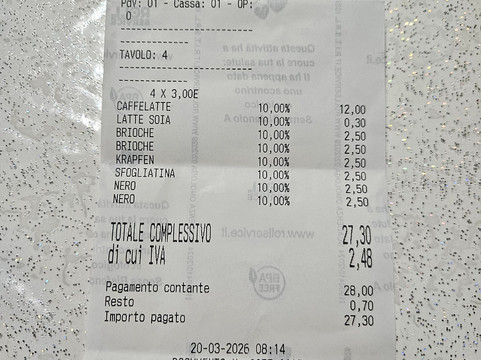 Pdv: 01 - Cassa: 01 - OP:
0
TAVOLO: 4
4 X 3,00E
CAFFELATTE 10,00% 12,00
LATTE SOIA 10,00% 0,30
BRIOCHE 10,00% 2,50
BRIOCHE 10,00% 2,50
KRAPFEN 10,00% 2,50
SFOGLIATINA 10,00% 2,50
NERO 10,00% 2,50
NERO 10,00% 2,50
TOTALE COMPLESSIVO 27,30
di cui IVA 2,48
Pagamento contante 28,00
Resto 0,70
Importo pagato 27,30
20-03-2026 08:14